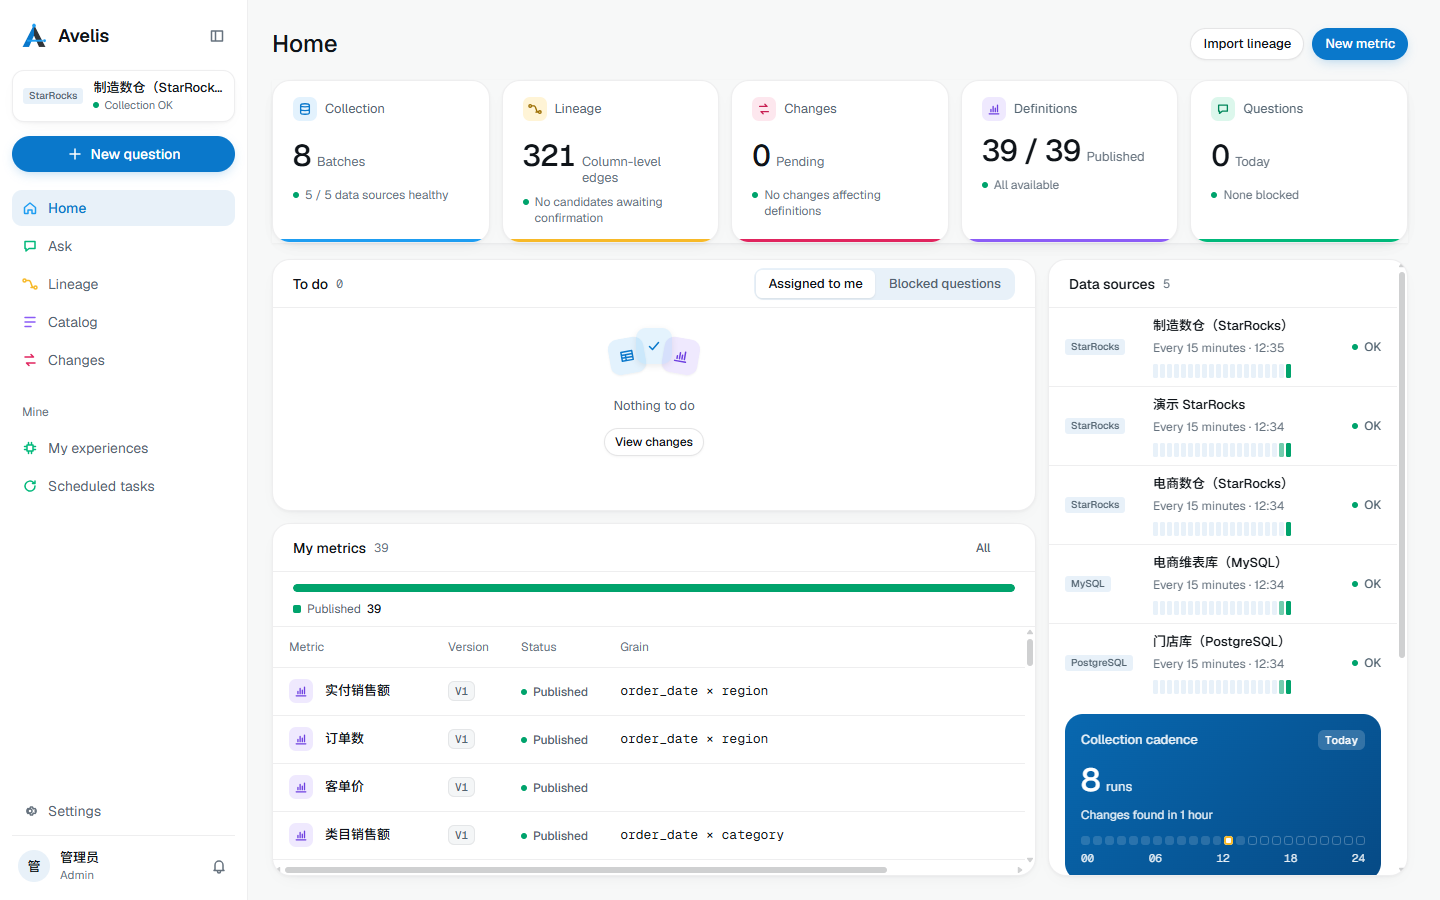 Avelis
StarRocks
制造数仓（StarRock...
Collection OK
New question
Home
Ask
Lineage
Catalog
Changes
Mine
My experiences
Scheduled tasks
Settings
管
管理员
Admin
Home
Import lineage
New metric
Collection
8 Batches
5 / 5 data sources healthy
Lineage
321 Column-level
edges
No candidates awaiting
confirmation
Changes
0 Pending
No changes affecting
definitions
Definitions
39 / 39 Published
All available
Questions
0 Today
None blocked
To do 0
Assigned to me
Blocked questions
Nothing to do
View changes
My metrics 39
All
Published 39
Metric Version Status Grain
实付销售额 V1 Published order_date × region
订单数 V1 Published order_date × region
客单价 V1 Published
类目销售额 V1 Published order_date × category
Data sources 5
制造数仓（StarRocks）
StarRocks
Every 15 minutes · 12:35
OK
演示 StarRocks
StarRocks
Every 15 minutes · 12:34
OK
电商数仓（StarRocks）
StarRocks
Every 15 minutes · 12:34
OK
电商维表库（MySQL）
MySQL
Every 15 minutes · 12:34
OK
门店库（PostgreSQL）
PostgreSQL
Every 15 minutes · 12:34
OK
Collection cadence
Today
8 runs
Changes found in 1 hour
00 06 12 18 24